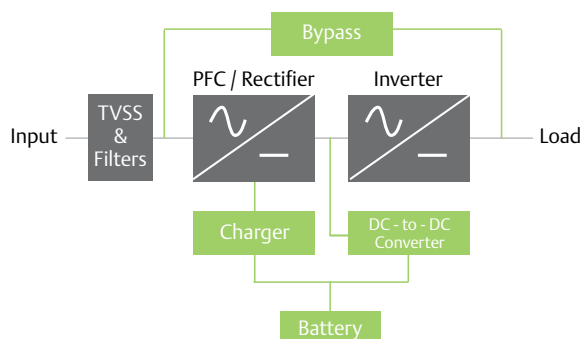 Bypass
PFC / Rectifier
Inverter
Input
TVSS
&
Filters
Load
Charger
DC - to - DC
Converter
Battery